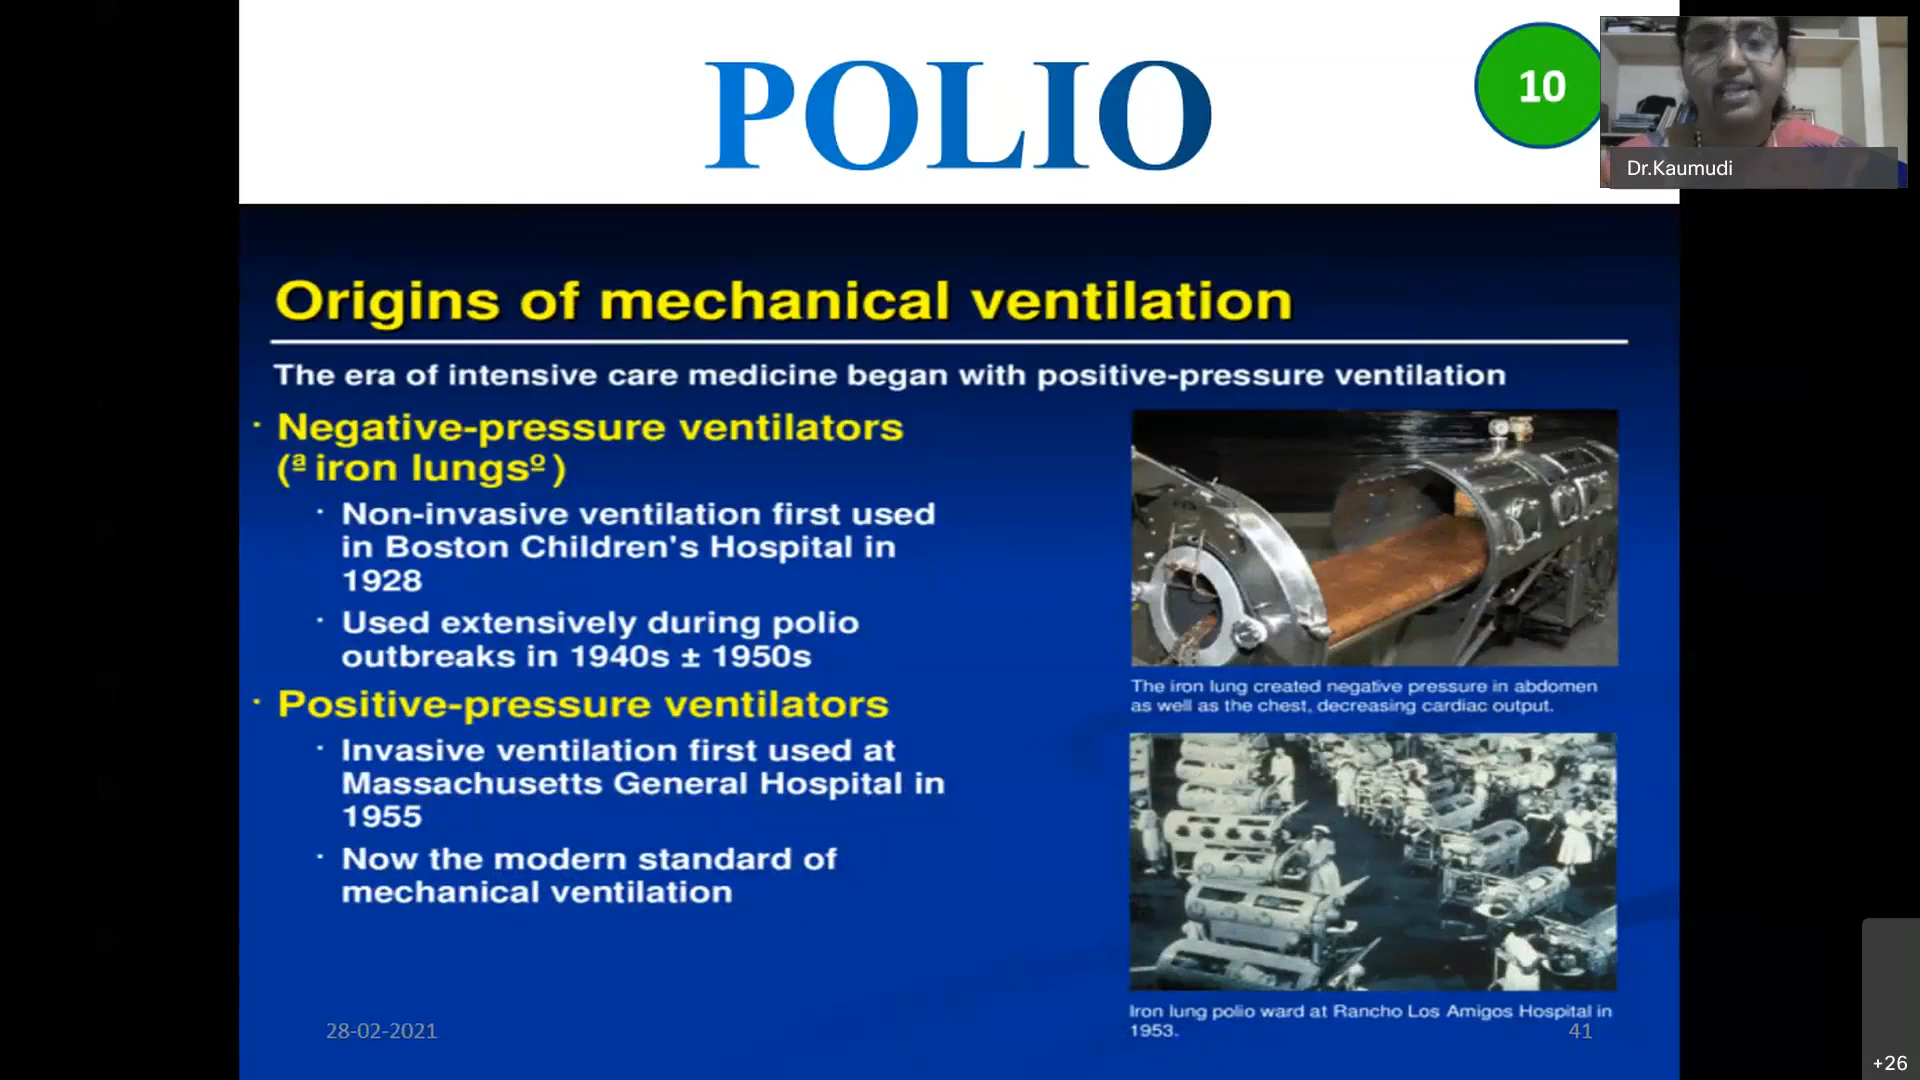 POLIO
10
Dr.Kaumudi
Origins of mechanical ventilation
The era of intensive care medicine began with positive-pressure ventilation
· Negative-pressure ventilators
(ª iron lungsº )
· Non-invasive ventilation first used
in Boston Children's Hospital in
1928
· Used extensively during polio
outbreaks in 1940s ± 1950s
· Positive-pressure ventilators
· Invasive ventilation first used at
Massachusetts General Hospital in
1955
· Now the modern standard of
mechanical ventilation
The iron lung created negative pressure in abdomen
as well as the chest, decreasing cardiac output.
Iron lung polio ward at Rancho Los Amigos Hospital in
1953.
28-02-2021
41
+26